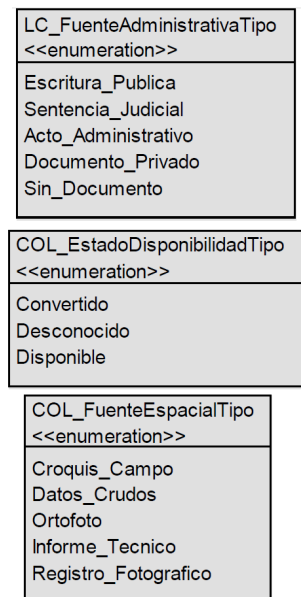 LC_FuenteAdministrativaTipo
<<enumeration>>
Escritura_Publica
Sentencia_Judicial
Acto_Administrativo
Documento_Privado
Sin_Documento
COL_EstadoDisponibilidadTipo
<<enumeration>>
Convertido
Desconocido
Disponible
COL_FuenteEspacialTipo
<<enumeration>>
Croquis_Campo
Datos_Crudos
Ortofoto
Informe_Tecnico
Registro_Fotografico